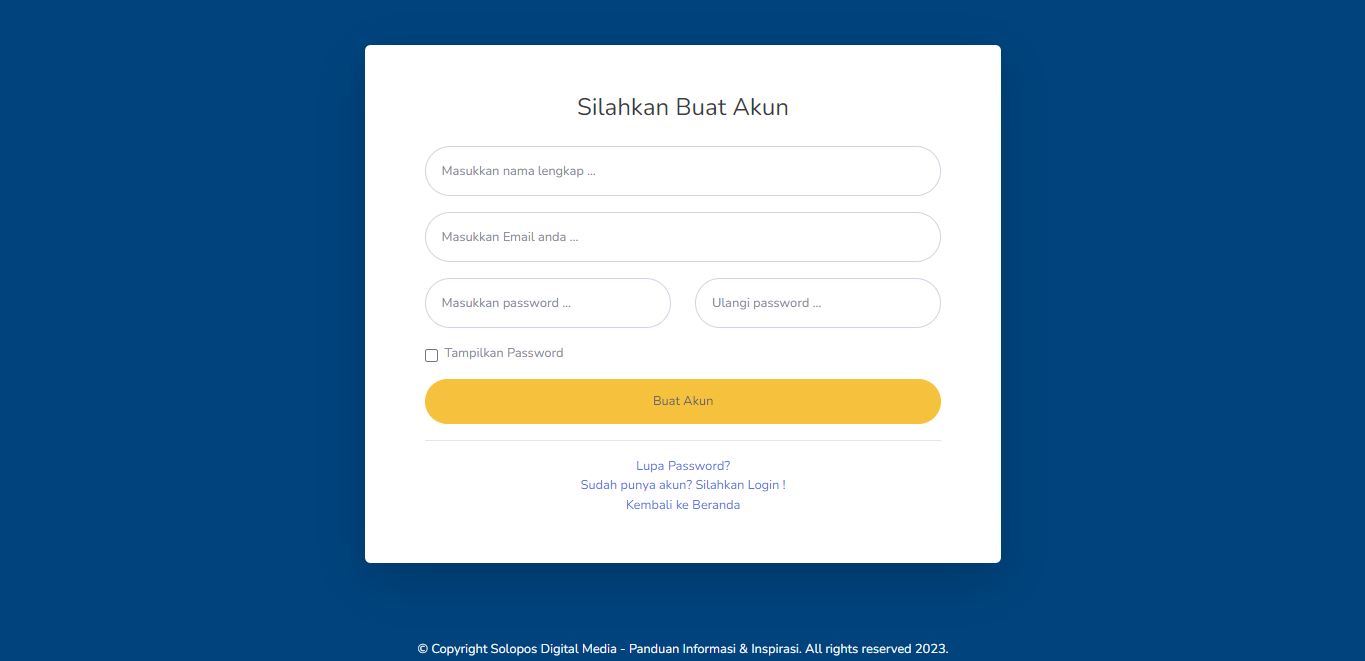 Silahkan Buat Akun
Masukkan nama lengkap ...
Masukkan Email anda ...
Masukkan password ... Ulangi password ...
Tampilkan Password
Buat Akun
Lupa Password?
Sudah punya akun? Silahkan Login !
Kembali ke Beranda
© Copyright Solopos Digital Media - Panduan Informasi & Inspirasi. All rights reserved 2023.